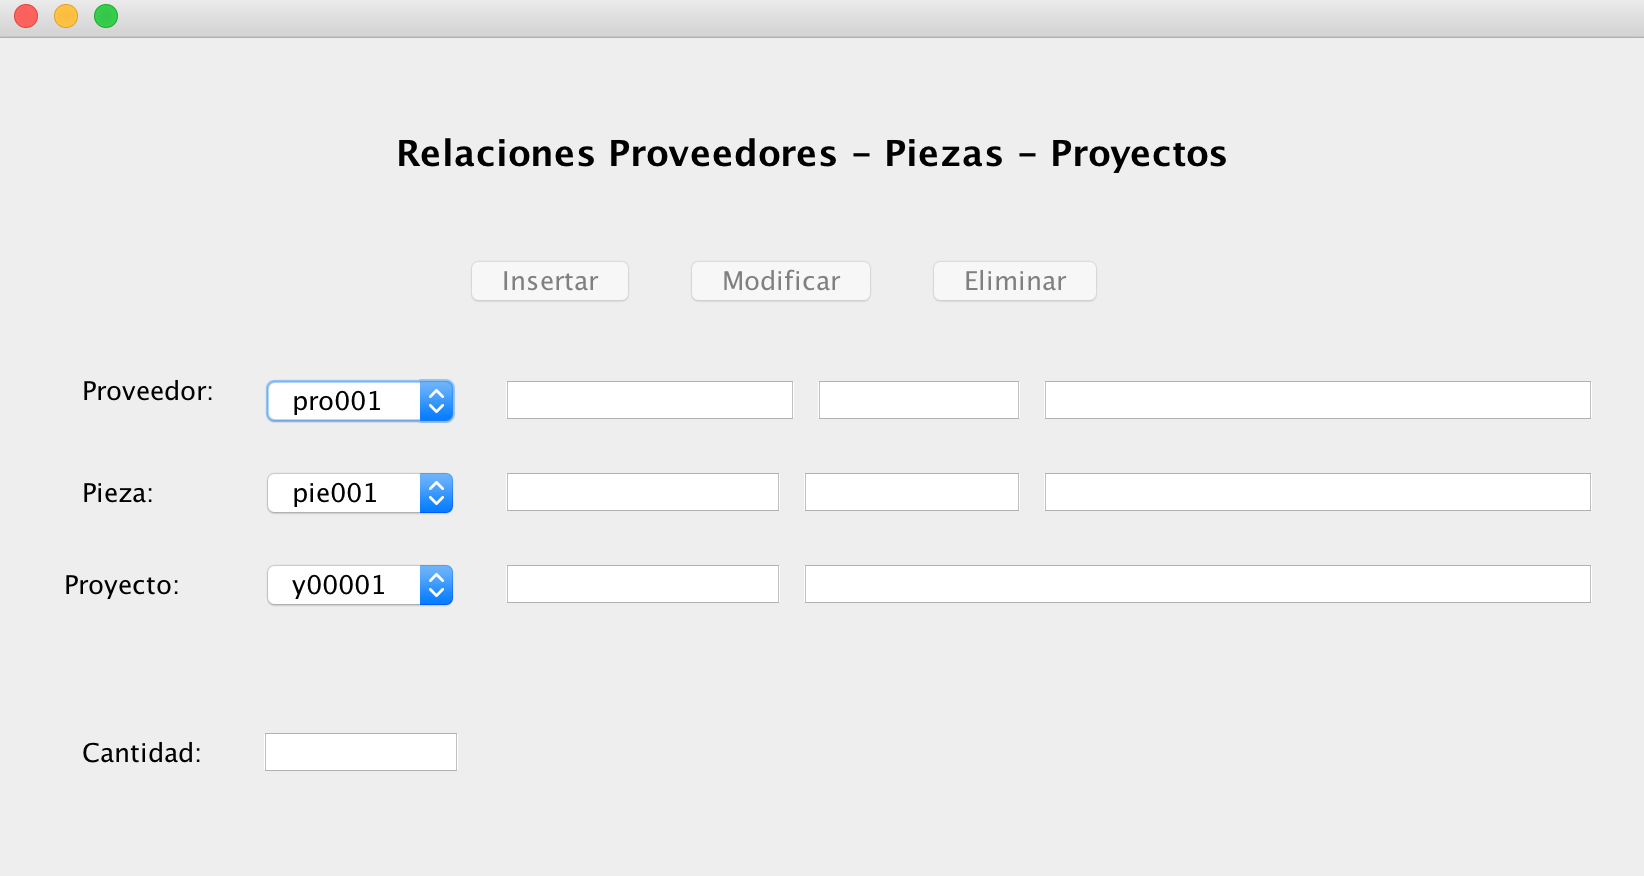 Relaciones Proveedores - Piezas - Proyectos
Insertar Modificar Eliminar
Proveedor: pro001
Pieza: pie001
Proyecto: y00001
Cantidad: